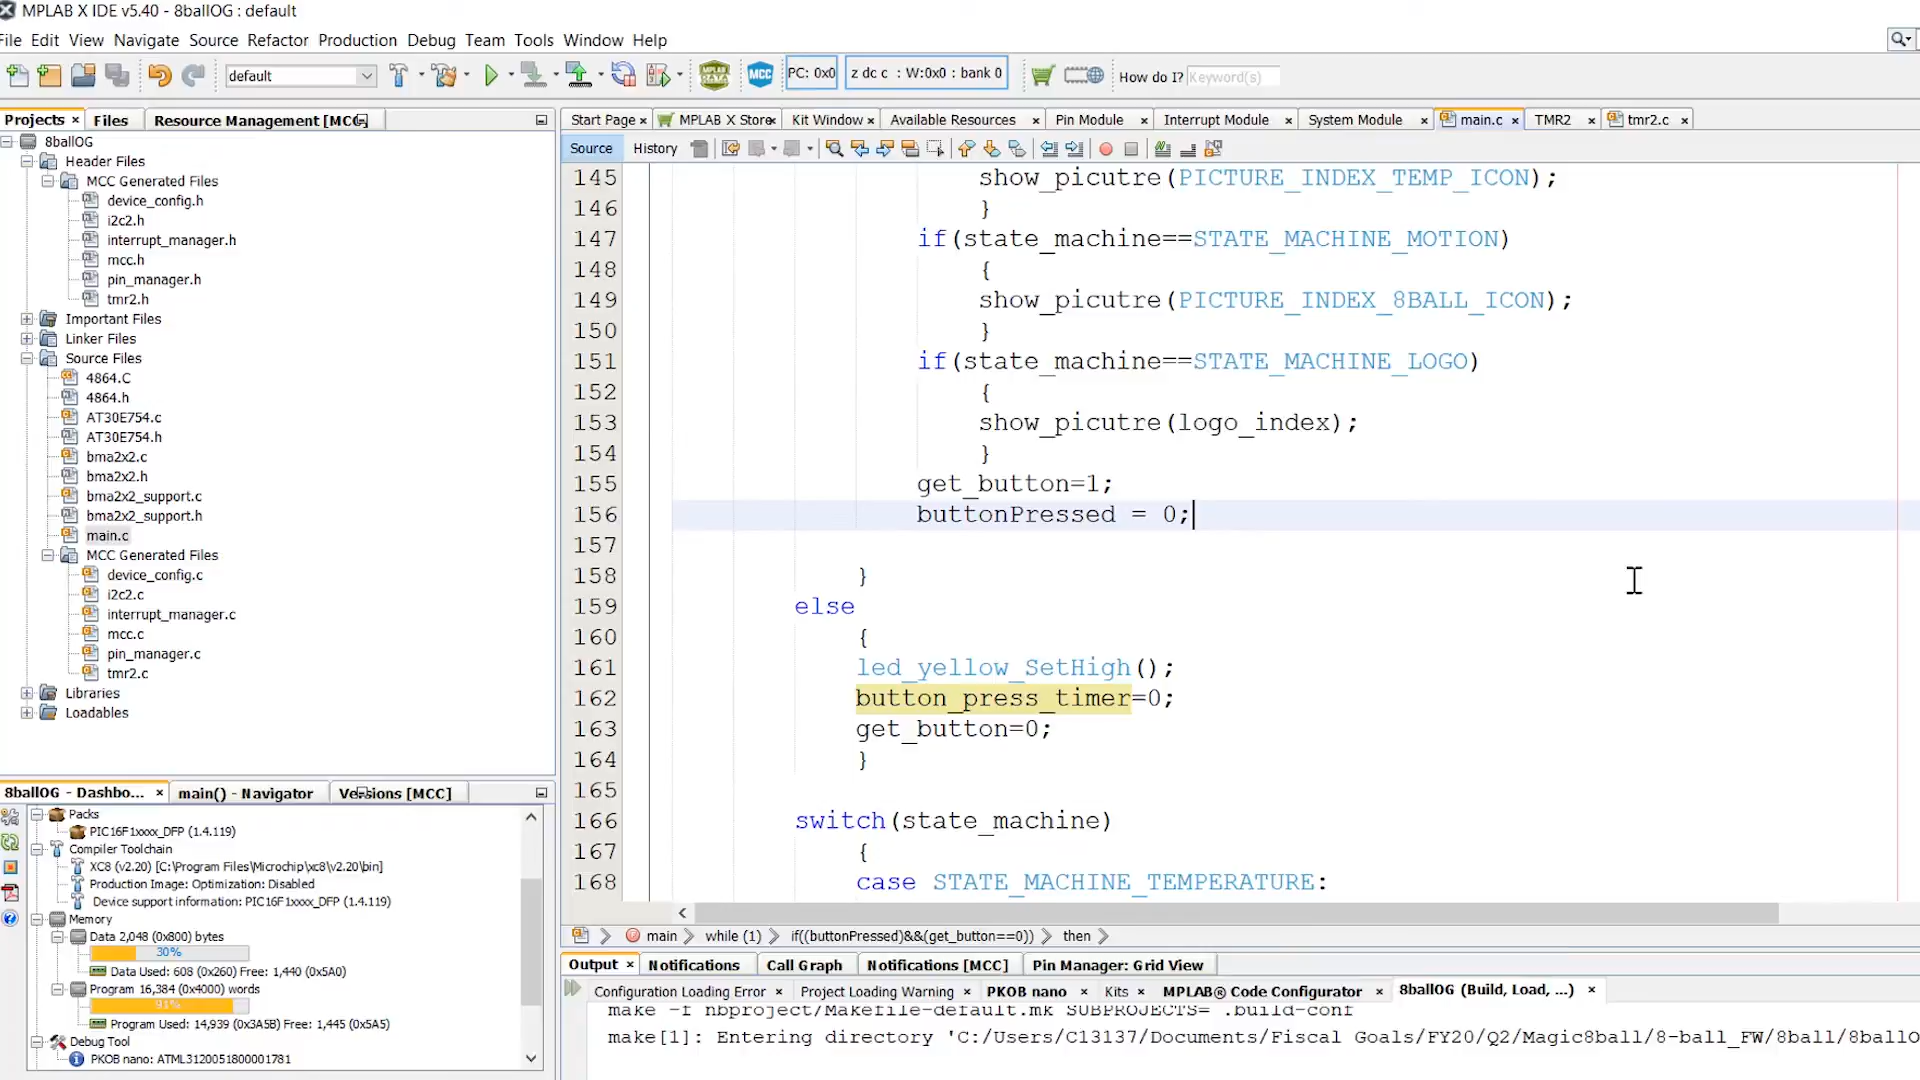 MPLAB X IDE v5.40 - 8ballOG : default
File Edit View Navigate Source Refactor Production Debug Team Tools Window Help
default
PC: 0x0
z dc c : W:0x0 : bank 0
How do I? Keyword(s)
Projects Files Resource Management [MCC]
8ballOG
Header Files
MCC Generated Files
device_config.h
i2c2.h
interrupt_manager.h
mcc.h
pin_manager.h
tmr2.h
Important Files
Linker Files
Source Files
4864.C
4864.h
AT30E754.c
AT30E754.h
bma2x2.c
bma2x2.h
bma2x2_support.c
bma2x2_support.h
main.c
MCC Generated Files
device_config.c
i2c2.c
interrupt_manager.c
mcc.c
pin_manager.c
tmr2.c
Libraries
Loadables
8ballOG - Dashbo... main() - Navigator Versions [MCC]
Packs
PIC16F1xxxx_DFP (1.4.119)
Compiler Toolchain
XC8 (v2.20) [C:\Program Files\Microchip\xc8\v2.20\bin]
Production Image: Optimization: Disabled
Device support information: PIC16F1xxxx_DFP (1.4.119)
Memory
Data 2,048 (0x800) bytes
30%
Data Used: 608 (0x260) Free: 1,440 (0x5A0)
Program 16,384 (0x4000) words
91%
Program Used: 14,939 (0x3A5B) Free: 1,445 (0x5A5)
Debug Tool
PKOB nano: ATML3120051800001781
Start Page MPLAB X Store Kit Window Available Resources Pin Module Interrupt Module System Module main.c TMR2 tmr2.c
Source History
145 show_picutre(PICTURE_INDEX_TEMP_ICON);
146 }
147 if(state_machine==STATE_MACHINE_MOTION)
148 {
149 show_picutre(PICTURE_INDEX_8BALL_ICON);
150 }
151 if(state_machine==STATE_MACHINE_LOGO)
152 {
153 show_picutre(logo_index);
154 }
155 get_button=1;
156 buttonPressed = 0;
157
158 }
159 else
160 {
161 led_yellow_SetHigh();
162 button_press_timer=0;
163 get_button=0;
164 }
165
166 switch(state_machine)
167 {
168 case STATE_MACHINE_TEMPERATURE:
main while (1) if((buttonPressed)&&(get_button==0)) then
Output Notifications Call Graph Notifications [MCC] Pin Manager: Grid View
Configuration Loading Error Project Loading Warning PKOB nano Kits MPLAB® Code Configurator 8ballOG (Build, Load, ...)
make -f nbproject/Makefile-default.mk SUBPROJECTS= .build-conf
make[1]: Entering directory 'C:/Users/C13137/Documents/Fiscal Goals/FY20/Q2/Magic8ball/8-ball_FW/8ball/8ballO